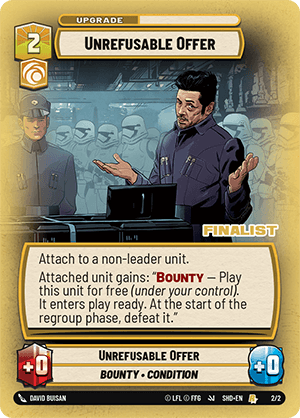 UPGRADE
2
UNREFUSABLE OFFER
FINALIST
Attach to a non-leader unit.
Attached unit gains: “BOUNTY — Play
this unit for free (under your control).
It enters play ready. At the start of the
regroup phase, defeat it.”
+0
UNREFUSABLE OFFER
+0
BOUNTY • CONDITION
DAVID BUISAN
© LFL © FFG
SHD•EN
2/2